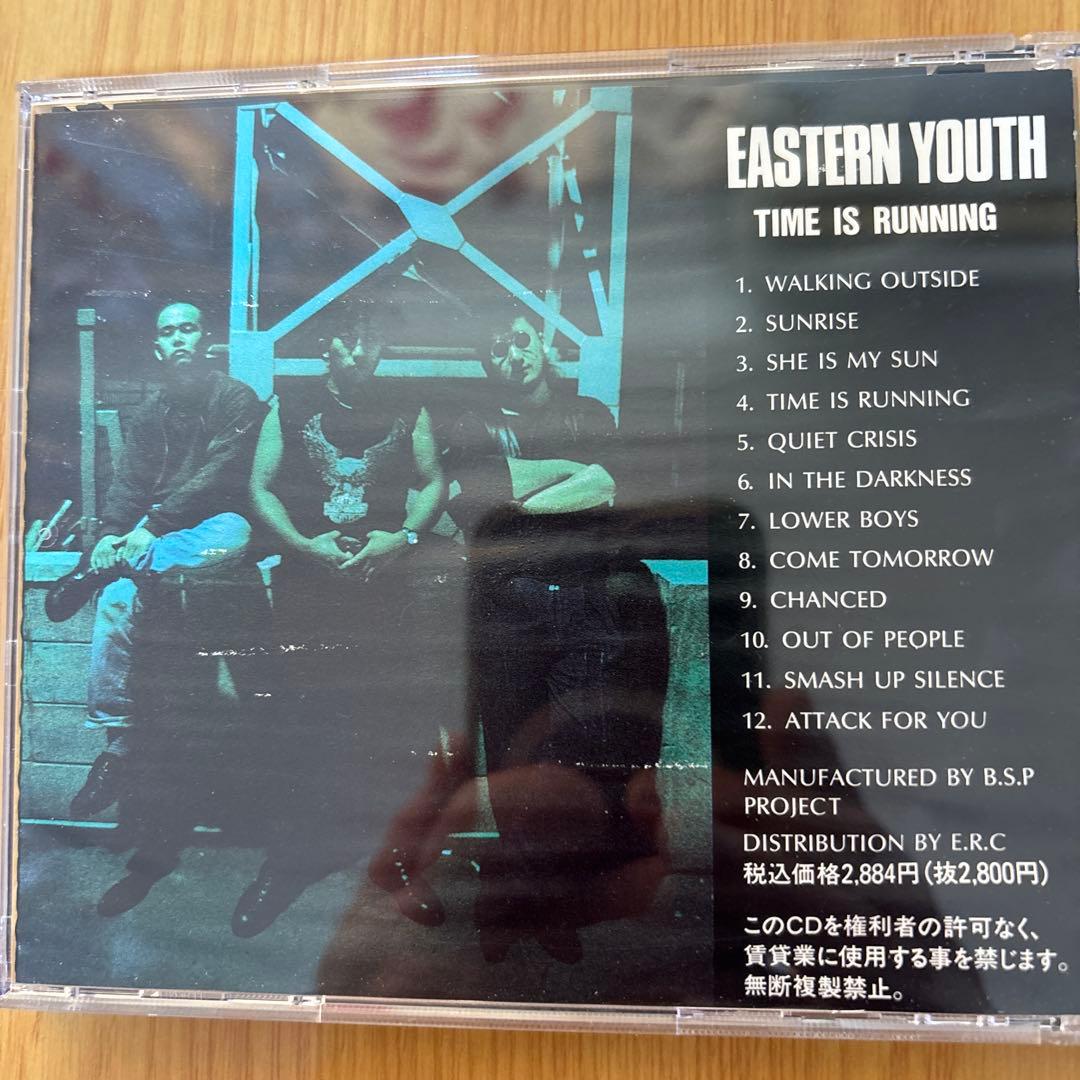 EASTERN YOUTH
TIME IS RUNNING
1. WALKING OUTSIDE
2. SUNRISE
3. SHE IS MY SUN
4. TIME IS RUNNING
5. QUIET CRISIS
6. IN THE DARKNESS
7. LOWER BOYS
8. COME TOMORROW
9. CHANCED
10. OUT OF PEOPLE
11. SMASH UP SILENCE
12. ATTACK FOR YOU
MANUFACTURED BY B.S.P
PROJECT
DISTRIBUTION BY E.R.C
税込価格2,884円(抜2,800円)
このCDを権利者の許可なく、
賃貸業に使用する事を禁じます。
無断複製禁止。